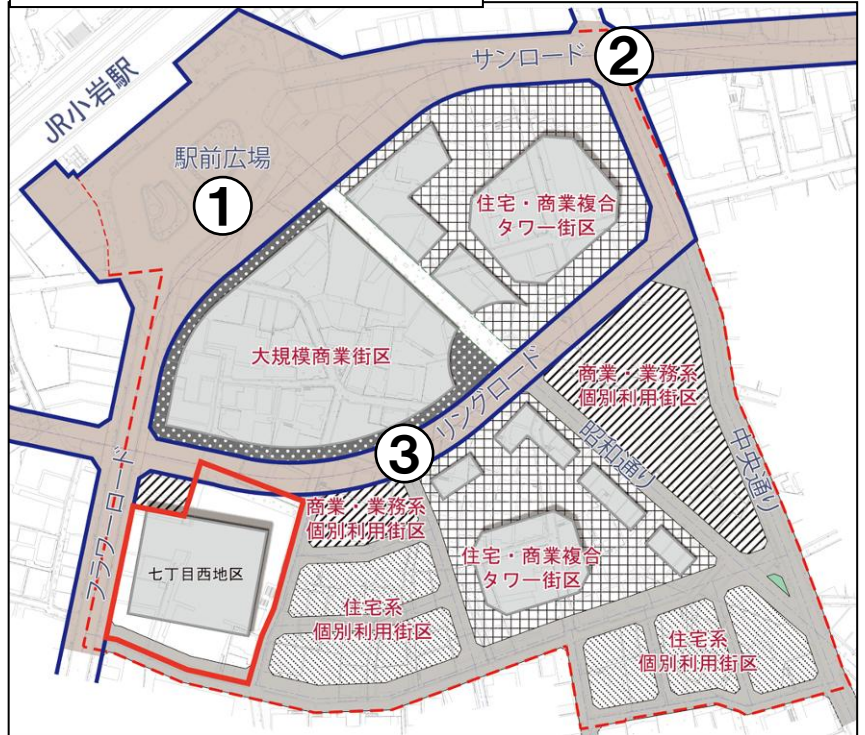 JR小岩駅
サンロード
②
駅前広場
①
住宅・商業複合
タワー街区
大規模商業街区
リングロード
商業・業務系
個別利用街区
③
昭和通り
中央通り
フラワーロード
商業・業務系
個別利用街区
住宅・商業複合
タワー街区
七丁目西地区
住宅系
個別利用街区
住宅系
個別利用街区